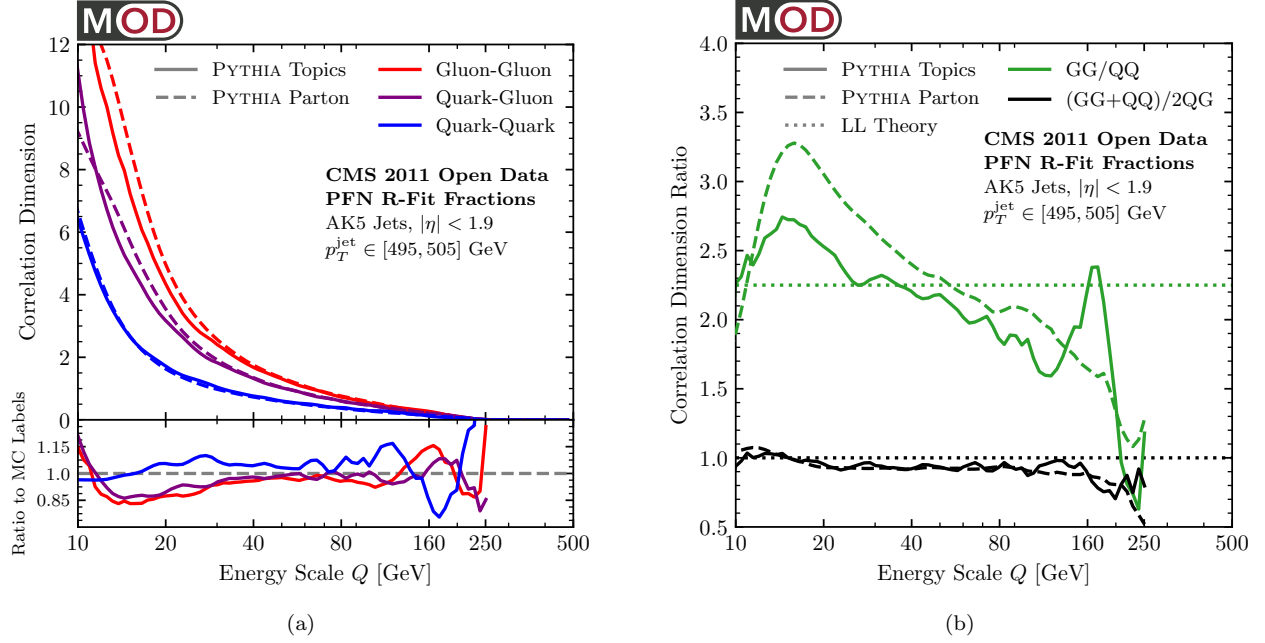 MOD
12
10
8
6
4
2
0
Correlation Dimension
PYTHIA Topics
PYTHIA Parton
Gluon-Gluon
Quark-Gluon
Quark-Quark
CMS 2011 Open Data
PFN R-Fit Fractions
AK5 Jets, |η| < 1.9
p_T^jet ∈ [495, 505] GeV
1.15
1.0
0.85
Ratio to MC Labels
10 20 40 80 160 250 500
Energy Scale Q [GeV]
(a)
MOD
4.0
3.5
3.0
2.5
2.0
1.5
1.0
0.5
Correlation Dimension Ratio
PYTHIA Topics
PYTHIA Parton
LL Theory
GG/QQ
(GG+QQ)/2QG
CMS 2011 Open Data
PFN R-Fit Fractions
AK5 Jets, |η| < 1.9
p_T^jet ∈ [495, 505] GeV
10 20 40 80 160 250 500
Energy Scale Q [GeV]
(b)